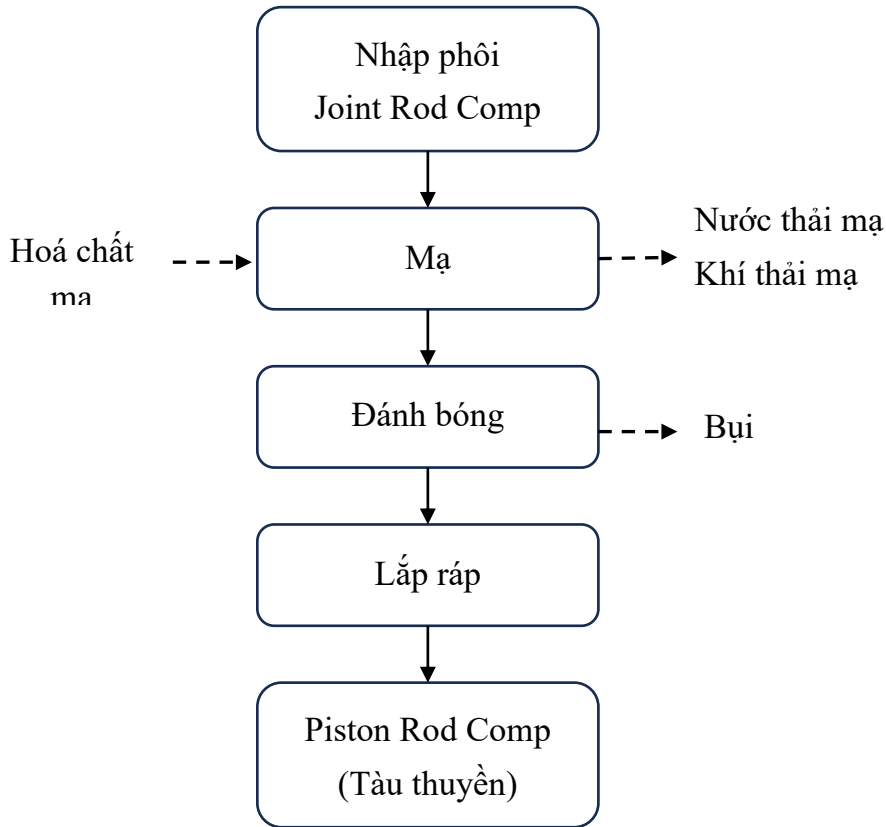 Nhập phôi
Joint Rod Comp
Hoá chất
mạ
Mạ
Nước thải mạ
Khí thải mạ
Đánh bóng
Bụi
Lắp ráp
Piston Rod Comp
(Tàu thuyền)